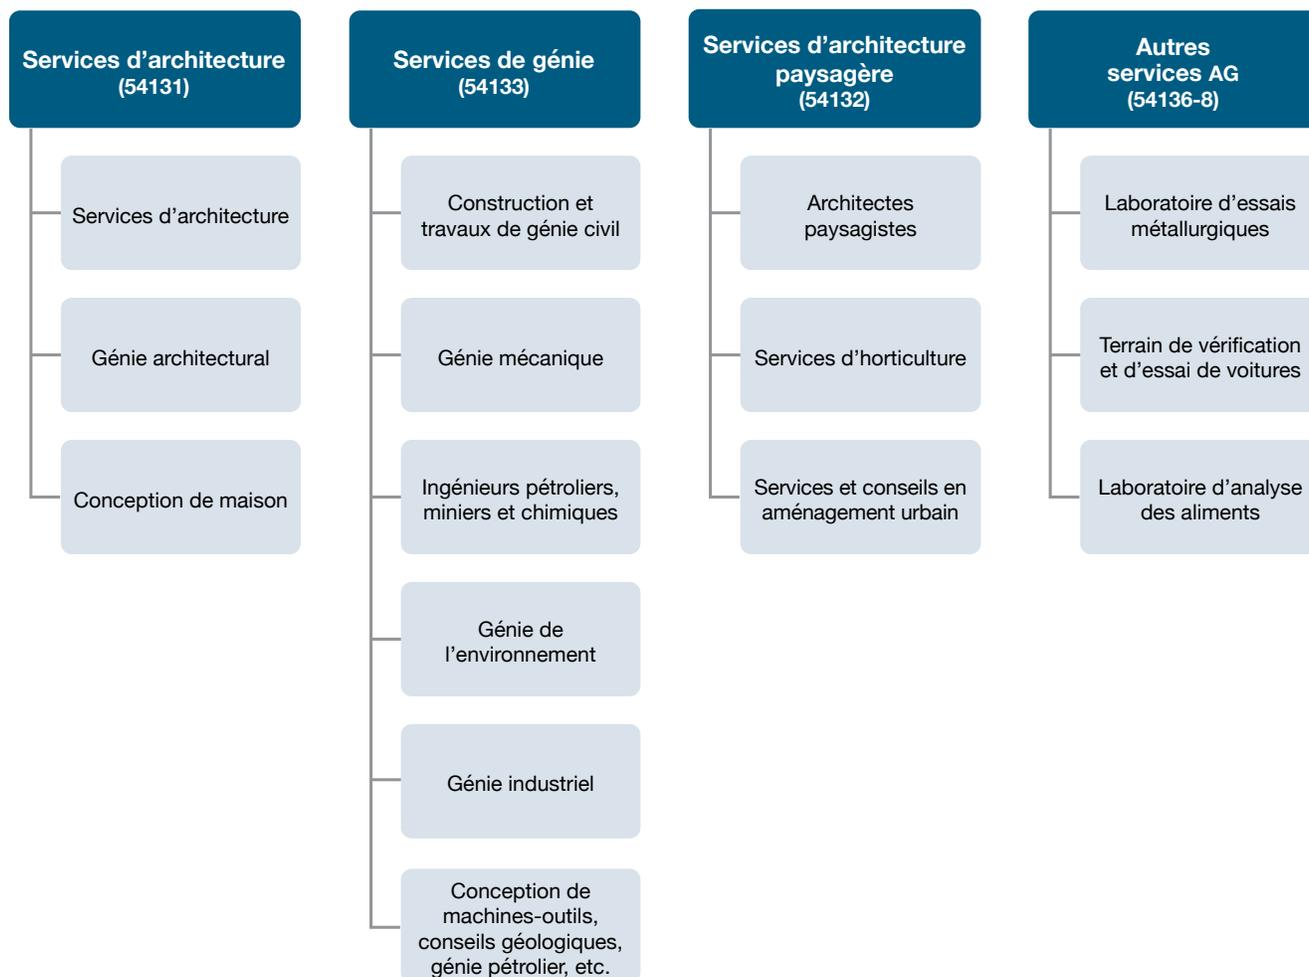 Services d’architecture
(54131)
Services d’architecture
Génie architectural
Conception de maison
Services de génie
(54133)
Construction et
travaux de génie civil
Génie mécanique
Ingénieurs pétroliers,
miniers et chimiques
Génie de
l’environnement
Génie industriel
Conception de
machines-outils,
conseils géologiques,
génie pétrolier, etc.
Services d’architecture
paysagère
(54132)
Architectes
paysagistes
Services d’horticulture
Services et conseils en
aménagement urbain
Autres
services AG
(54136-8)
Laboratoire d’essais
métallurgiques
Terrain de vérification
et d’essai de voitures
Laboratoire d’analyse
des aliments